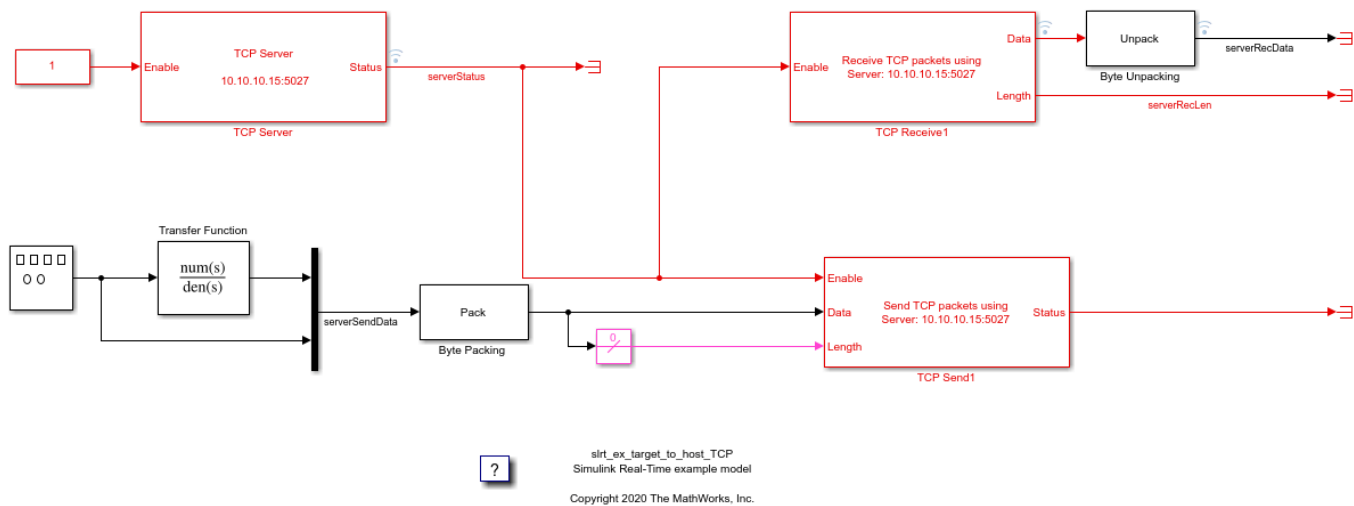 1
Enable
TCP Server
10.10.10.15:5027
Status
TCP Server
serverStatus
Enable
Receive TCP packets using
Server: 10.10.10.15:5027
Data
Length
TCP Receive1
Unpack
Byte Unpacking
serverRecData
serverRecLen
Transfer Function
num(s)
den(s)
serverSendData
Pack
Byte Packing
0
Enable
Data
Length
Send TCP packets using
Server: 10.10.10.15:5027
Status
TCP Send1
?
slrt_ex_target_to_host_TCP
Simulink Real-Time example model
Copyright 2020 The MathWorks, Inc.